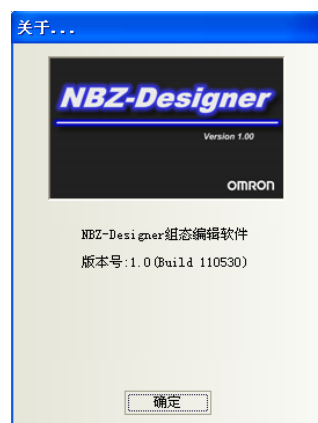 关于...
NBZ-Designer
Version 1.00
OMRON
NBZ-Designer组态编辑软件
版本号:1.0(Build 110530)
确定